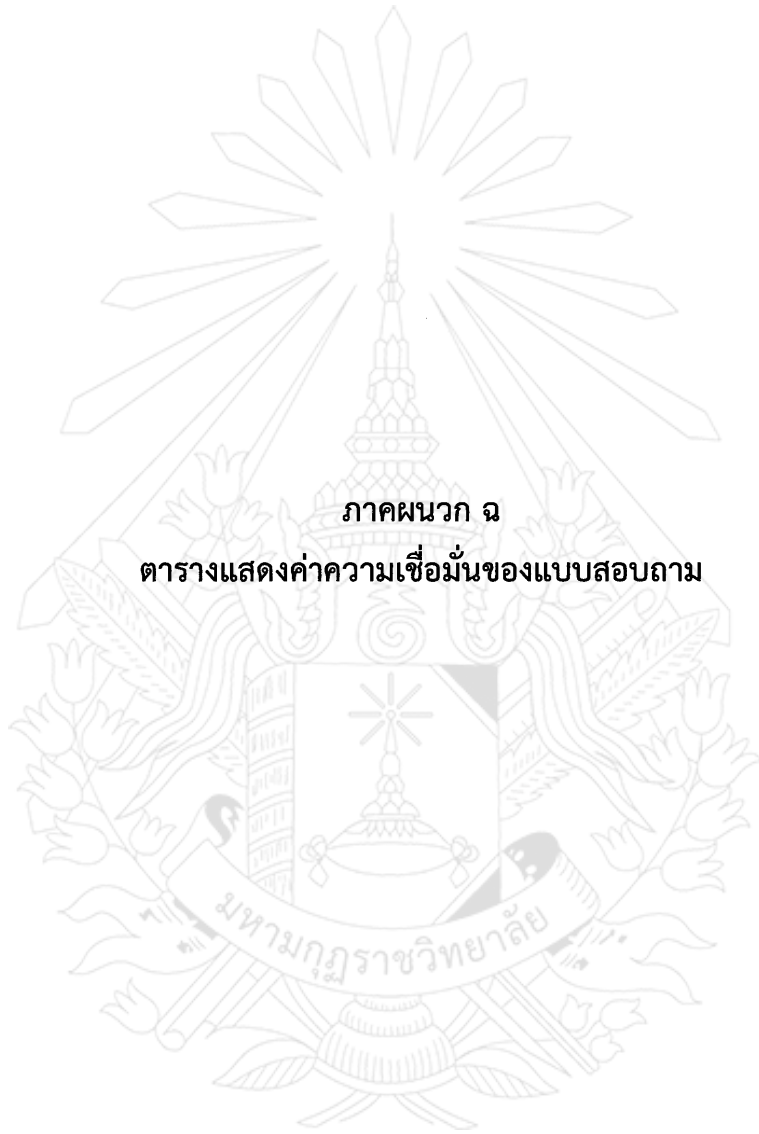 ภาคผนวก ฉ
ตารางแสดงค่าความเชื่อมั่นของแบบสอบถาม
มหามกุฏราชวิทยาลัย